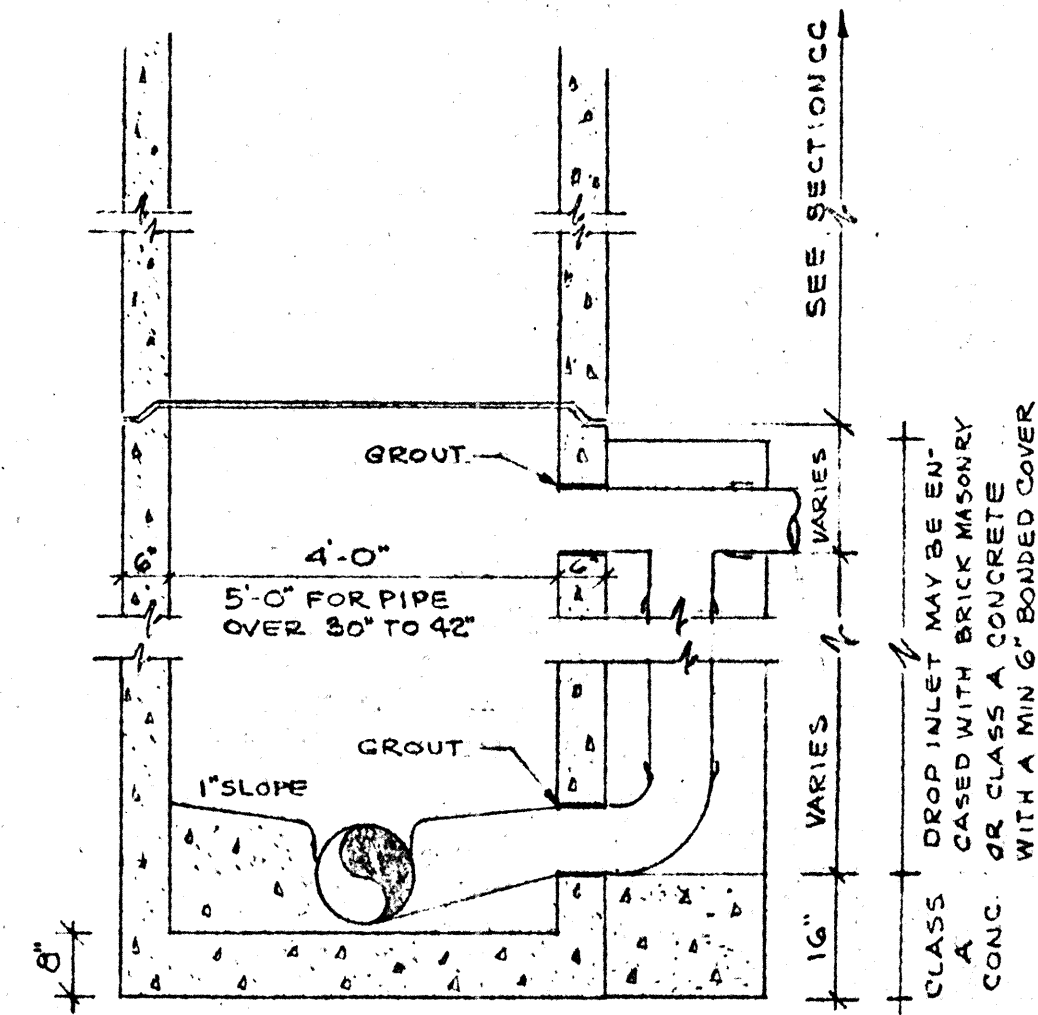 SEE SECTION CC
GROUT
VARIES
6"
4'-0"
6"
5'-0" FOR PIPE
OVER 30" TO 42"
GROUT
1" SLOPE
VARIES
8"
16"
DROP INLET MAY BE EN-
CASED WITH BRICK MASONRY
OR CLASS A CONCRETE
WITH A MIN 6" BONDED COVER
CLASS
A
CONC.